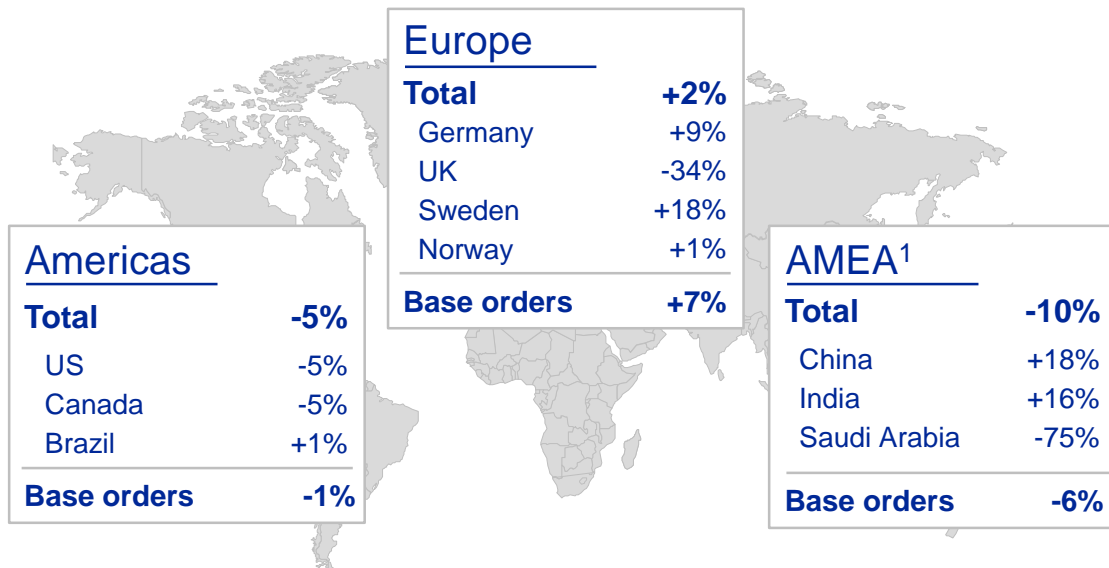 Europe
Total +2%
Germany +9%
UK -34%
Sweden +18%
Norway +1%
Base orders +7%
Americas
Total -5%
US -5%
Canada -5%
Brazil +1%
Base orders -1%
AMEA¹
Total -10%
China +18%
India +16%
Saudi Arabia -75%
Base orders -6%